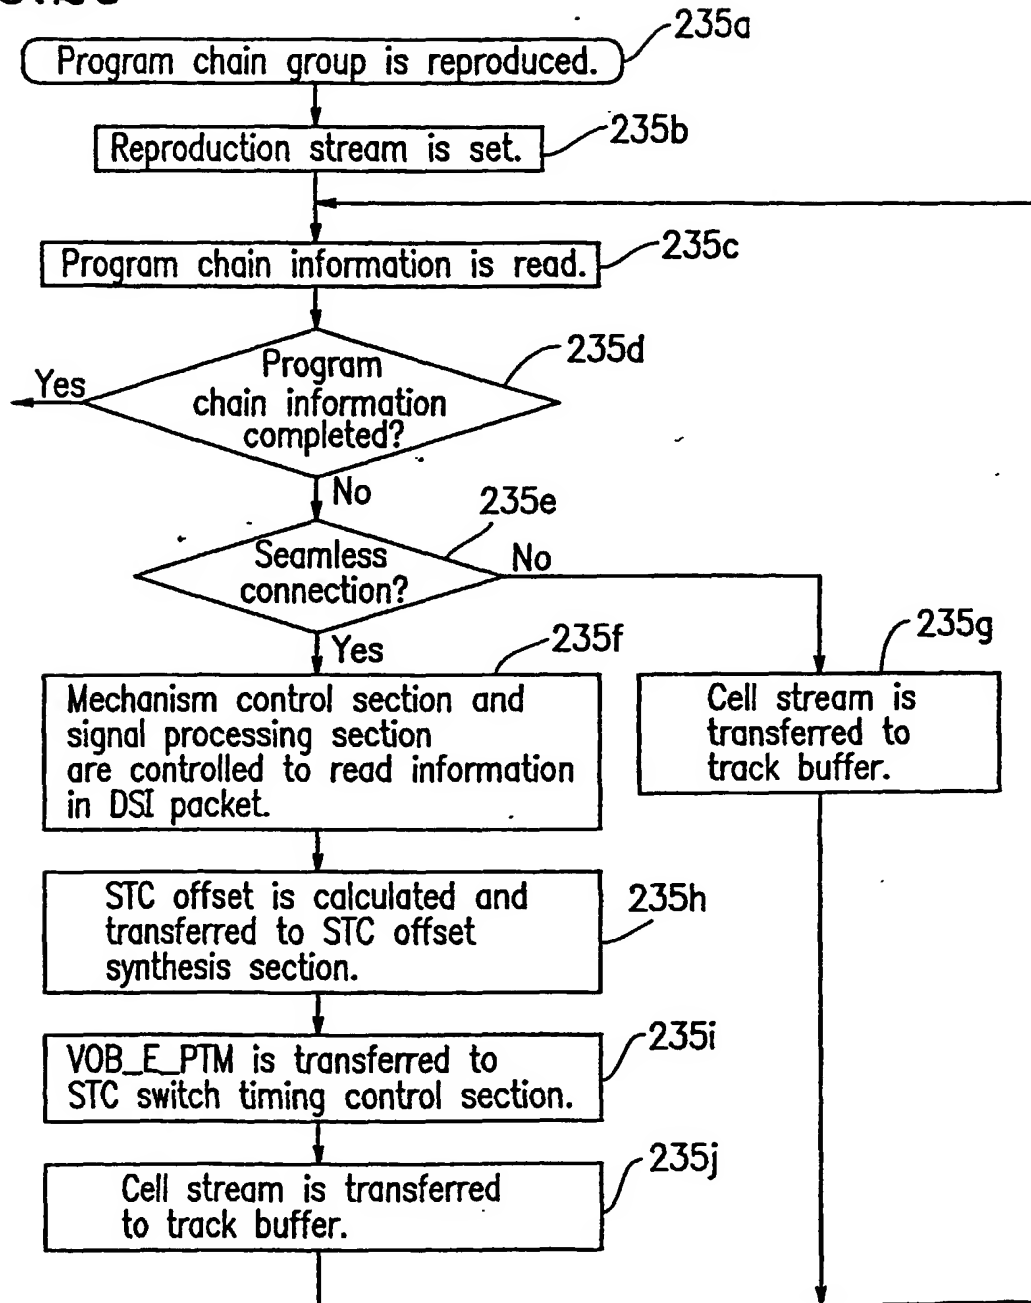 235a
Program chain group is reproduced.
235b
Reproduction stream is set.
235c
Program chain information is read.
235d
Program
chain information
completed?
Yes
No
235e
Seamless
connection?
No
Yes
235f
Mechanism control section and
signal processing section
are controlled to read information
in DSI packet.
235g
Cell stream is
transferred to
track buffer.
235h
STC offset is calculated and
transferred to STC offset
synthesis section.
235i
VOB_E_PTM is transferred to
STC switch timing control section.
235j
Cell stream is transferred
to track buffer.